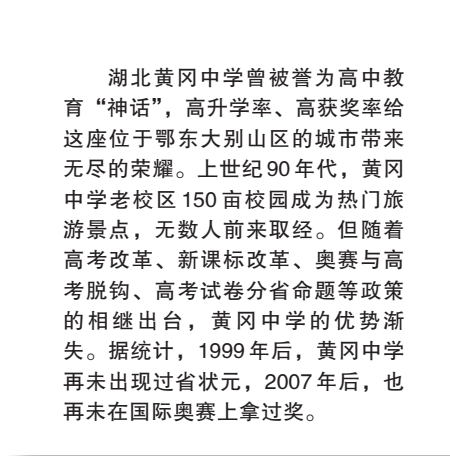 湖北黄冈中学曾被誉为高中教
育“神话”，高升学率、高获奖率给
这座位于鄂东大别山区的城市带来
无尽的荣耀。上世纪90年代，黄冈
中学老校区150亩校园成为热门旅
游景点，无数人前来取经。但随着
高考改革、新课标改革、奥赛与高
考脱钩、高考试卷分省命题等政策
的相继出台，黄冈中学的优势渐
失。据统计，1999年后，黄冈中学
再未出现过省状元，2007年后，也
再未在国际奥赛上拿过奖。